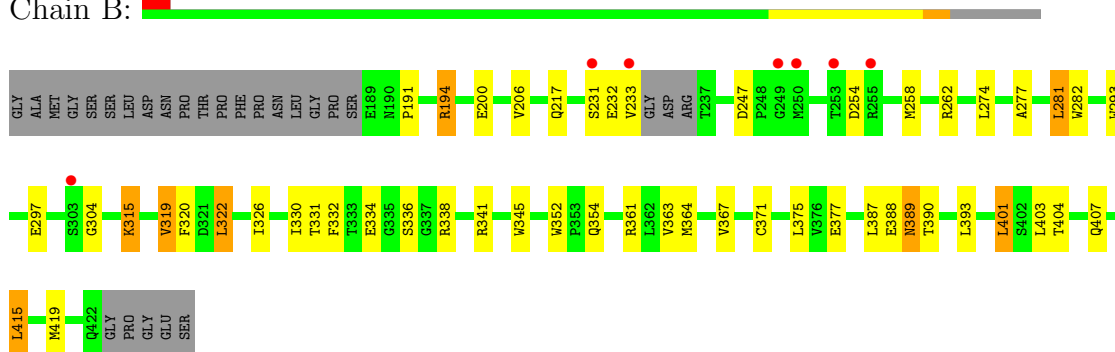 Chain B:
GLY ALA MET GLY SER SER LEU ASP ASN PRO THR PRO PRO PHE PRO ASN LEU GLY PRO SER E189 N190 P191 R194 E200 V206 Q217 S231 E232 V233 GLY ASP ARG T237 D247 P248 G249 M250 T253 D254 R255 M258 R262 L274 A277 L281 W282
E297 S303 G304 K315 V319 F320 D321 L322 I326 I330 T331 F332 T333 E334 G335 S336 G337 R338 R341 W345 W352 P353 Q354 R361 L362 V363 M364 V367 C371 L375 V376 E377 L387 E388 N389 T390 L393 L401 S402 L403 T404 Q407
L415 M419 Q422 GLY PRO GLY GLU SER